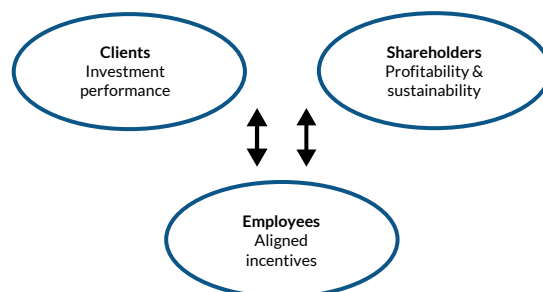 Clients
Investment
performance
Shareholders
Profitability &
sustainability
Employees
Aligned
incentives